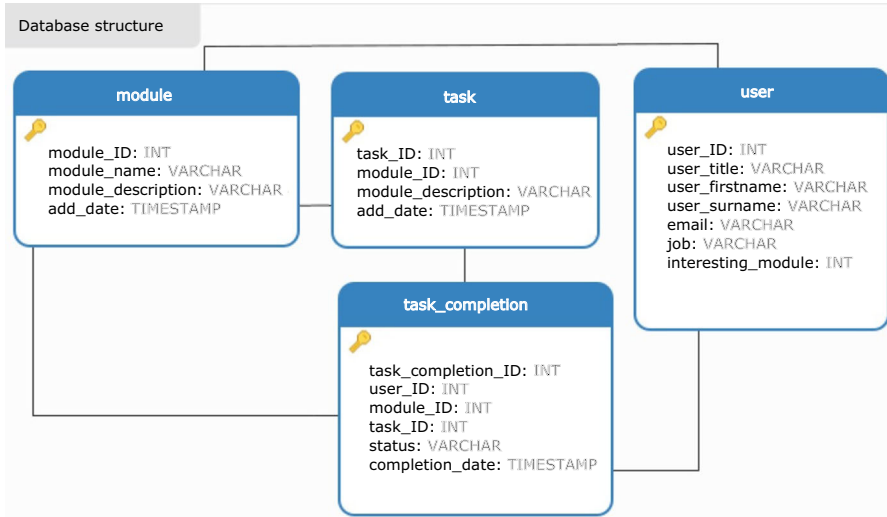 Database structure
module
module_ID: INT
module_name: VARCHAR
module_description: VARCHAR
add_date: TIMESTAMP
task
task_ID: INT
module_ID: INT
module_description: VARCHAR
add_date: TIMESTAMP
user
user_ID: INT
user_title: VARCHAR
user_firstname: VARCHAR
user_surname: VARCHAR
email: VARCHAR
job: VARCHAR
interesting_module: INT
task_completion
task_completion_ID: INT
user_ID: INT
module_ID: INT
task_ID: INT
status: VARCHAR
completion_date: TIMESTAMP